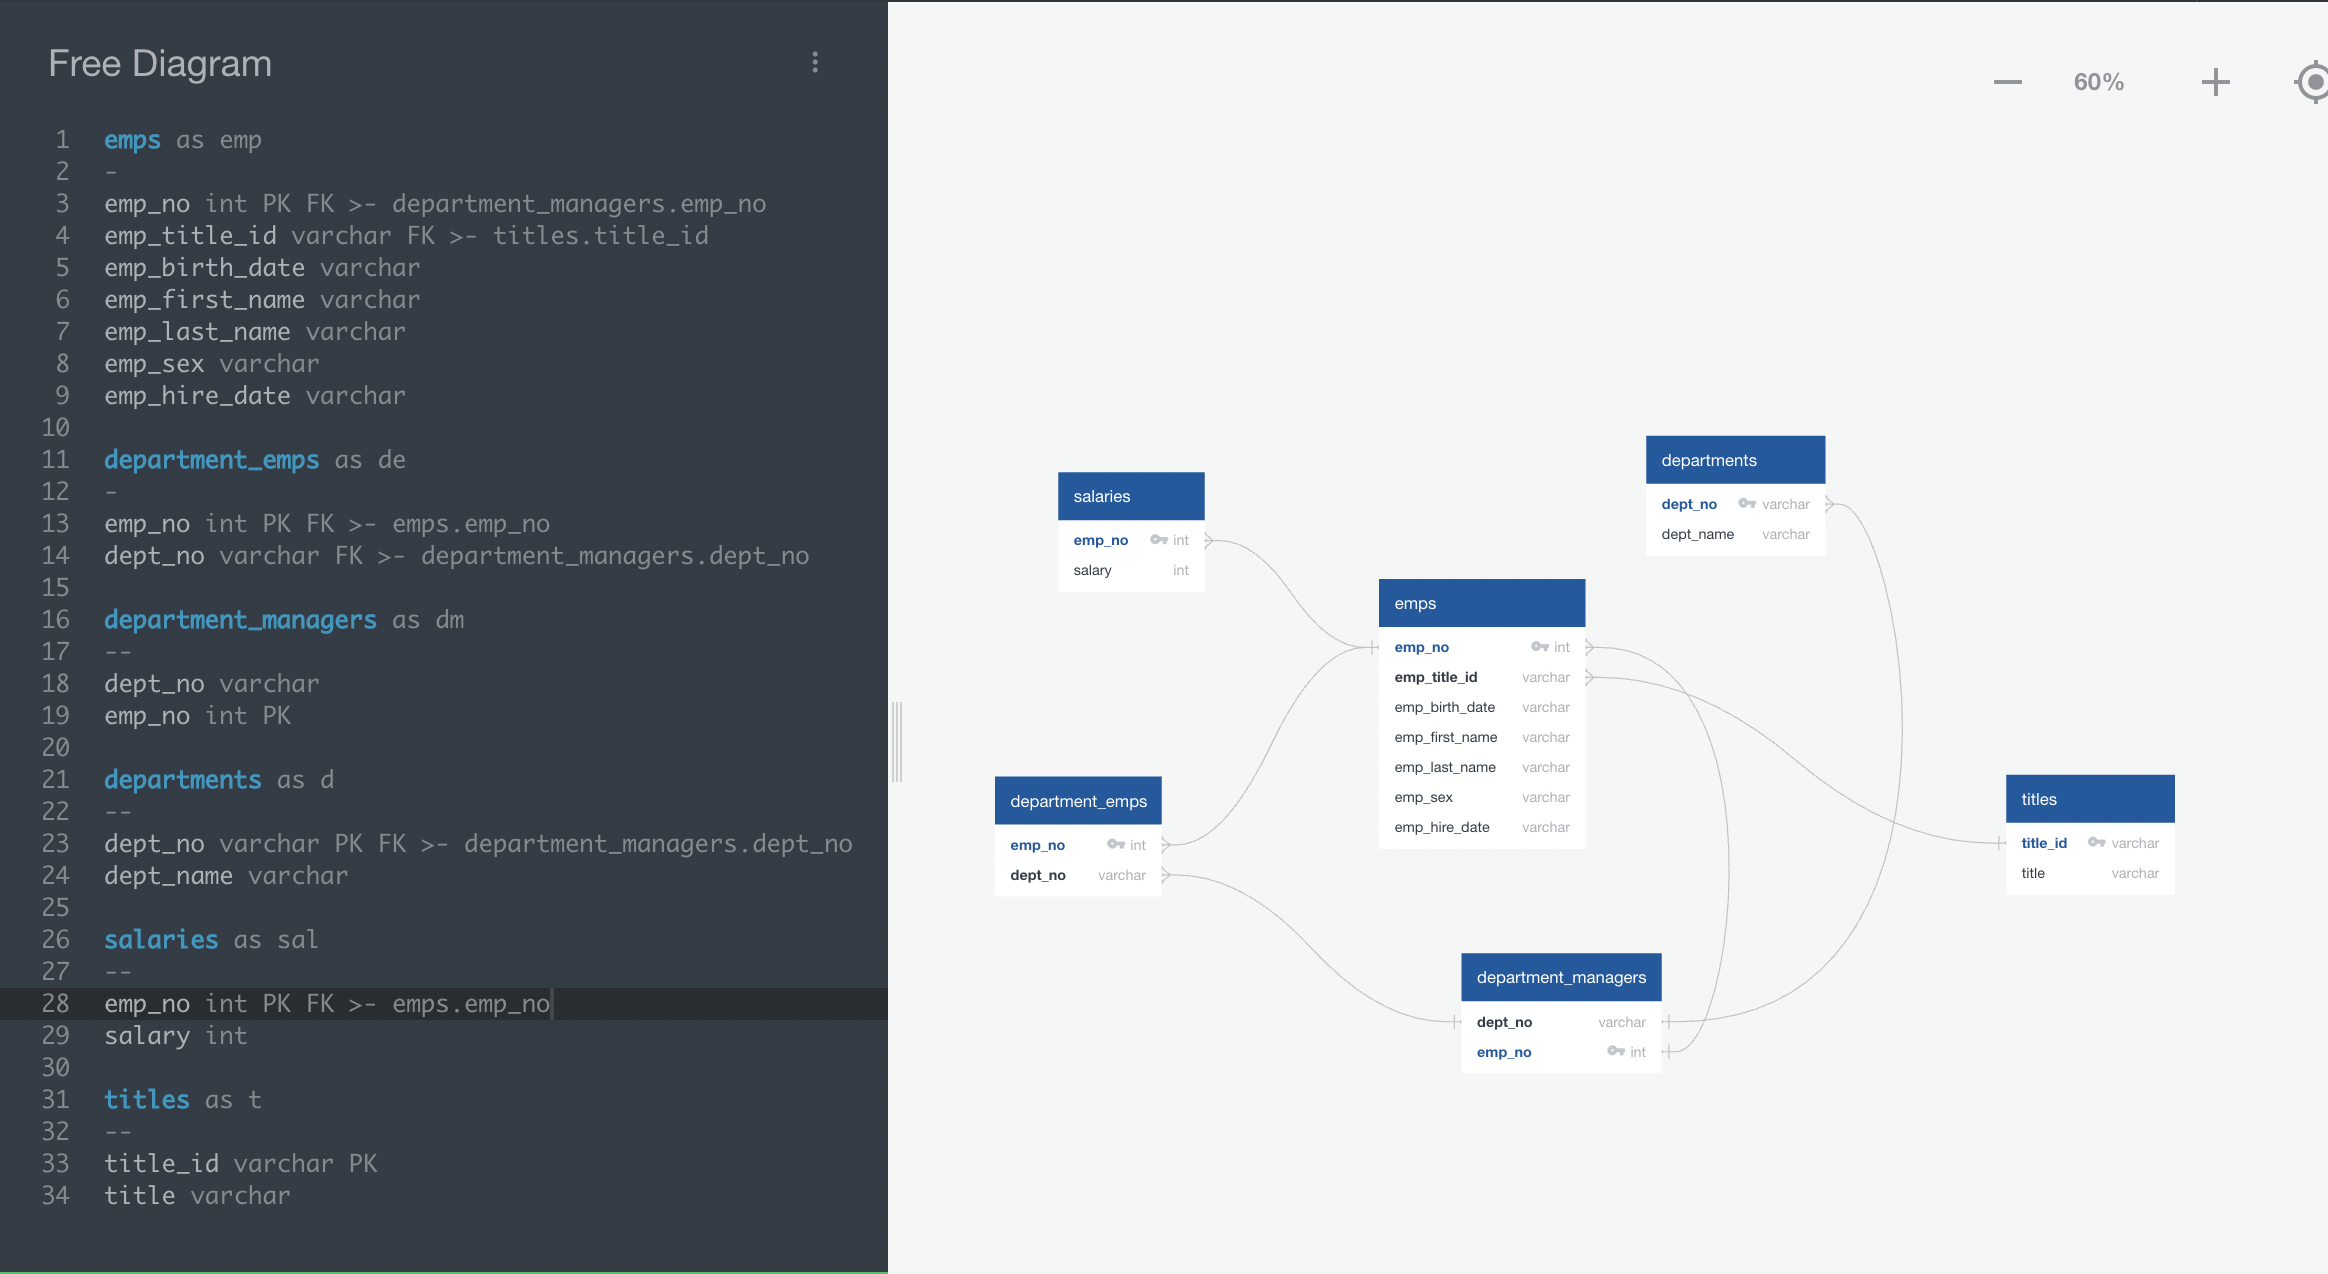 Free Diagram
1 emps as emp
2 -
3 emp_no int PK FK >- department_managers.emp_no
4 emp_title_id varchar FK >- titles.title_id
5 emp_birth_date varchar
6 emp_first_name varchar
7 emp_last_name varchar
8 emp_sex varchar
9 emp_hire_date varchar
10
11 department_emps as de
12 -
13 emp_no int PK FK >- emps.emp_no
14 dept_no varchar FK >- department_managers.dept_no
15
16 department_managers as dm
17 --
18 dept_no varchar
19 emp_no int PK
20
21 departments as d
22 --
23 dept_no varchar PK FK >- department_managers.dept_no
24 dept_name varchar
25
26 salaries as sal
27 --
28 emp_no int PK FK >- emps.emp_no
29 salary int
30
31 titles as t
32 --
33 title_id varchar PK
34 title varchar
60%
departments
dept_no varchar
dept_name varchar
salaries
emp_no int
salary int
emps
emp_no int
emp_title_id varchar
emp_birth_date varchar
emp_first_name varchar
emp_last_name varchar
emp_sex varchar
emp_hire_date varchar
department_emps
emp_no int
dept_no varchar
titles
title_id varchar
title varchar
department_managers
dept_no varchar
emp_no int